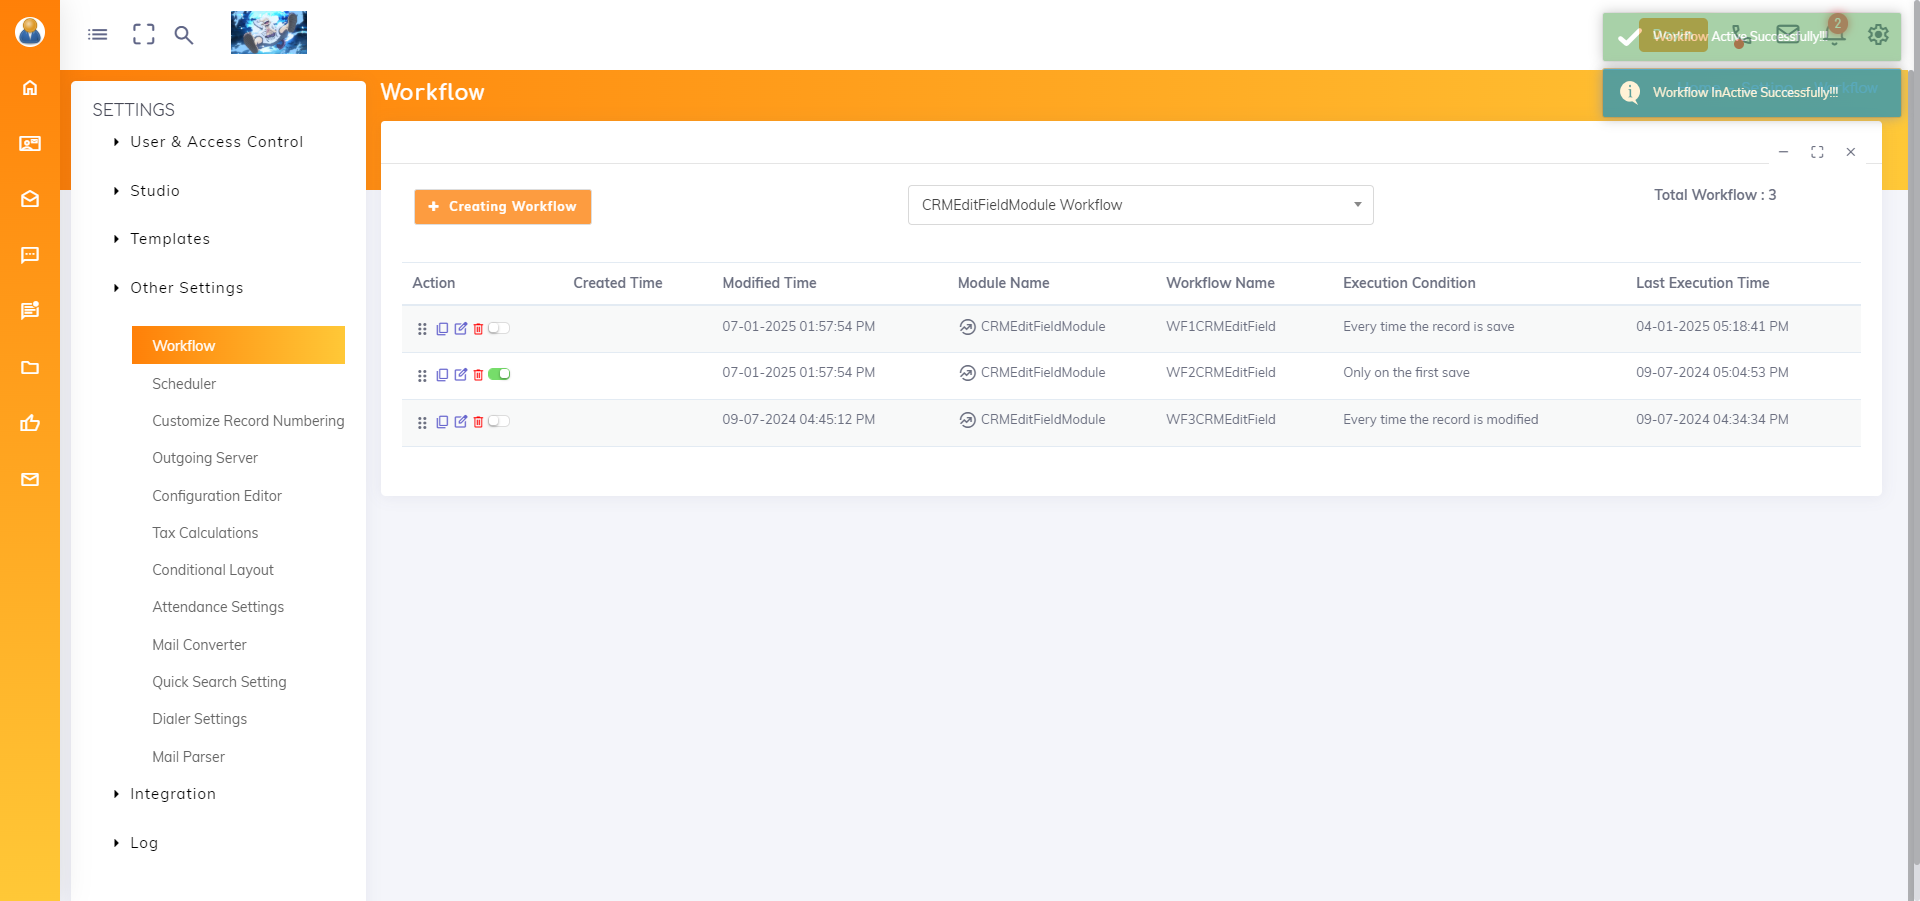 2
Workflow Active Successfully!!!
Workflow InActive Successfully!!!
SETTINGS
User & Access Control
Studio
Templates
Other Settings
Workflow
Scheduler
Customize Record Numbering
Outgoing Server
Configuration Editor
Tax Calculations
Conditional Layout
Attendance Settings
Mail Converter
Quick Search Setting
Dialer Settings
Mail Parser
Integration
Log
Workflow
+ Creating Workflow
CRMEditFieldModule Workflow
Total Workflow : 3
Action Created Time Modified Time Module Name Workflow Name Execution Condition Last Execution Time
07-01-2025 01:57:54 PM CRMEditFieldModule WF1CRMEditField Every time the record is save 04-01-2025 05:18:41 PM
07-01-2025 01:57:54 PM CRMEditFieldModule WF2CRMEditField Only on the first save 09-07-2024 05:04:53 PM
09-07-2024 04:45:12 PM CRMEditFieldModule WF3CRMEditField Every time the record is modified 09-07-2024 04:34:34 PM